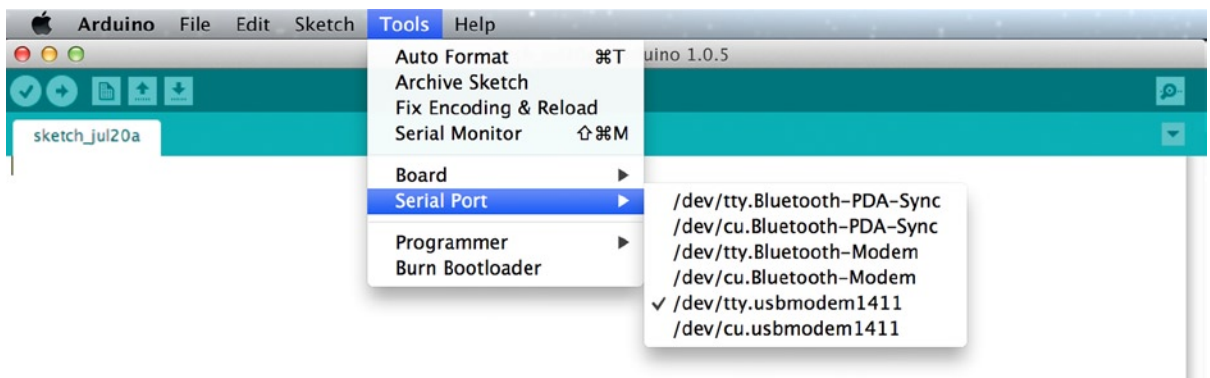 Arduino File Edit Sketch Tools Help
uino 1.0.5
sketch_jul20a
Auto Format ⌘T
Archive Sketch
Fix Encoding & Reload
Serial Monitor ⇧⌘M
Board
Serial Port
Programmer
Burn Bootloader
/dev/tty.Bluetooth-PDA-Sync
/dev/cu.Bluetooth-PDA-Sync
/dev/tty.Bluetooth-Modem
/dev/cu.Bluetooth-Modem
/dev/tty.usbmodem1411
/dev/cu.usbmodem1411